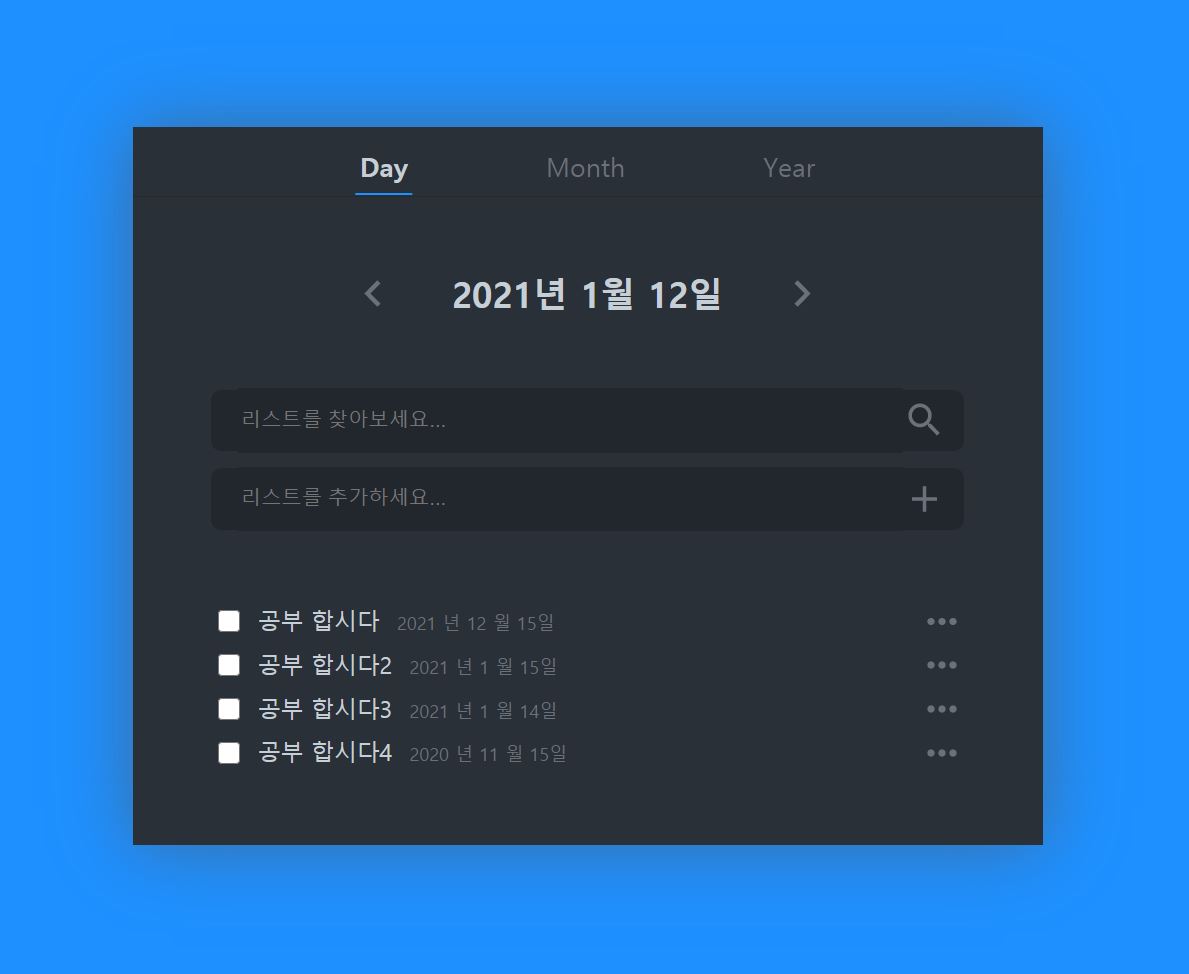 Day Month Year
2021년 1월 12일
리스트를 찾아보세요...
리스트를 추가하세요...
공부 합시다 2021 년 12 월 15일
공부 합시다2 2021 년 1 월 15일
공부 합시다3 2021 년 1 월 14일
공부 합시다4 2020 년 11 월 15일